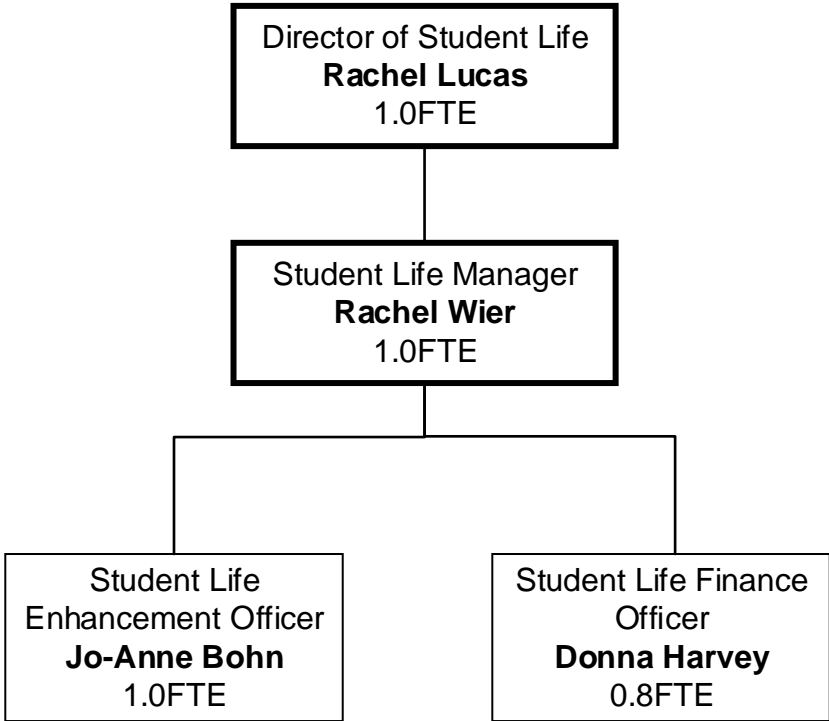 Director of Student Life
Rachel Lucas
1.0FTE
Student Life Manager
Rachel Wier
1.0FTE
Student Life
Enhancement Officer
Jo-Anne Bohn
1.0FTE
Student Life Finance
Officer
Donna Harvey
0.8FTE